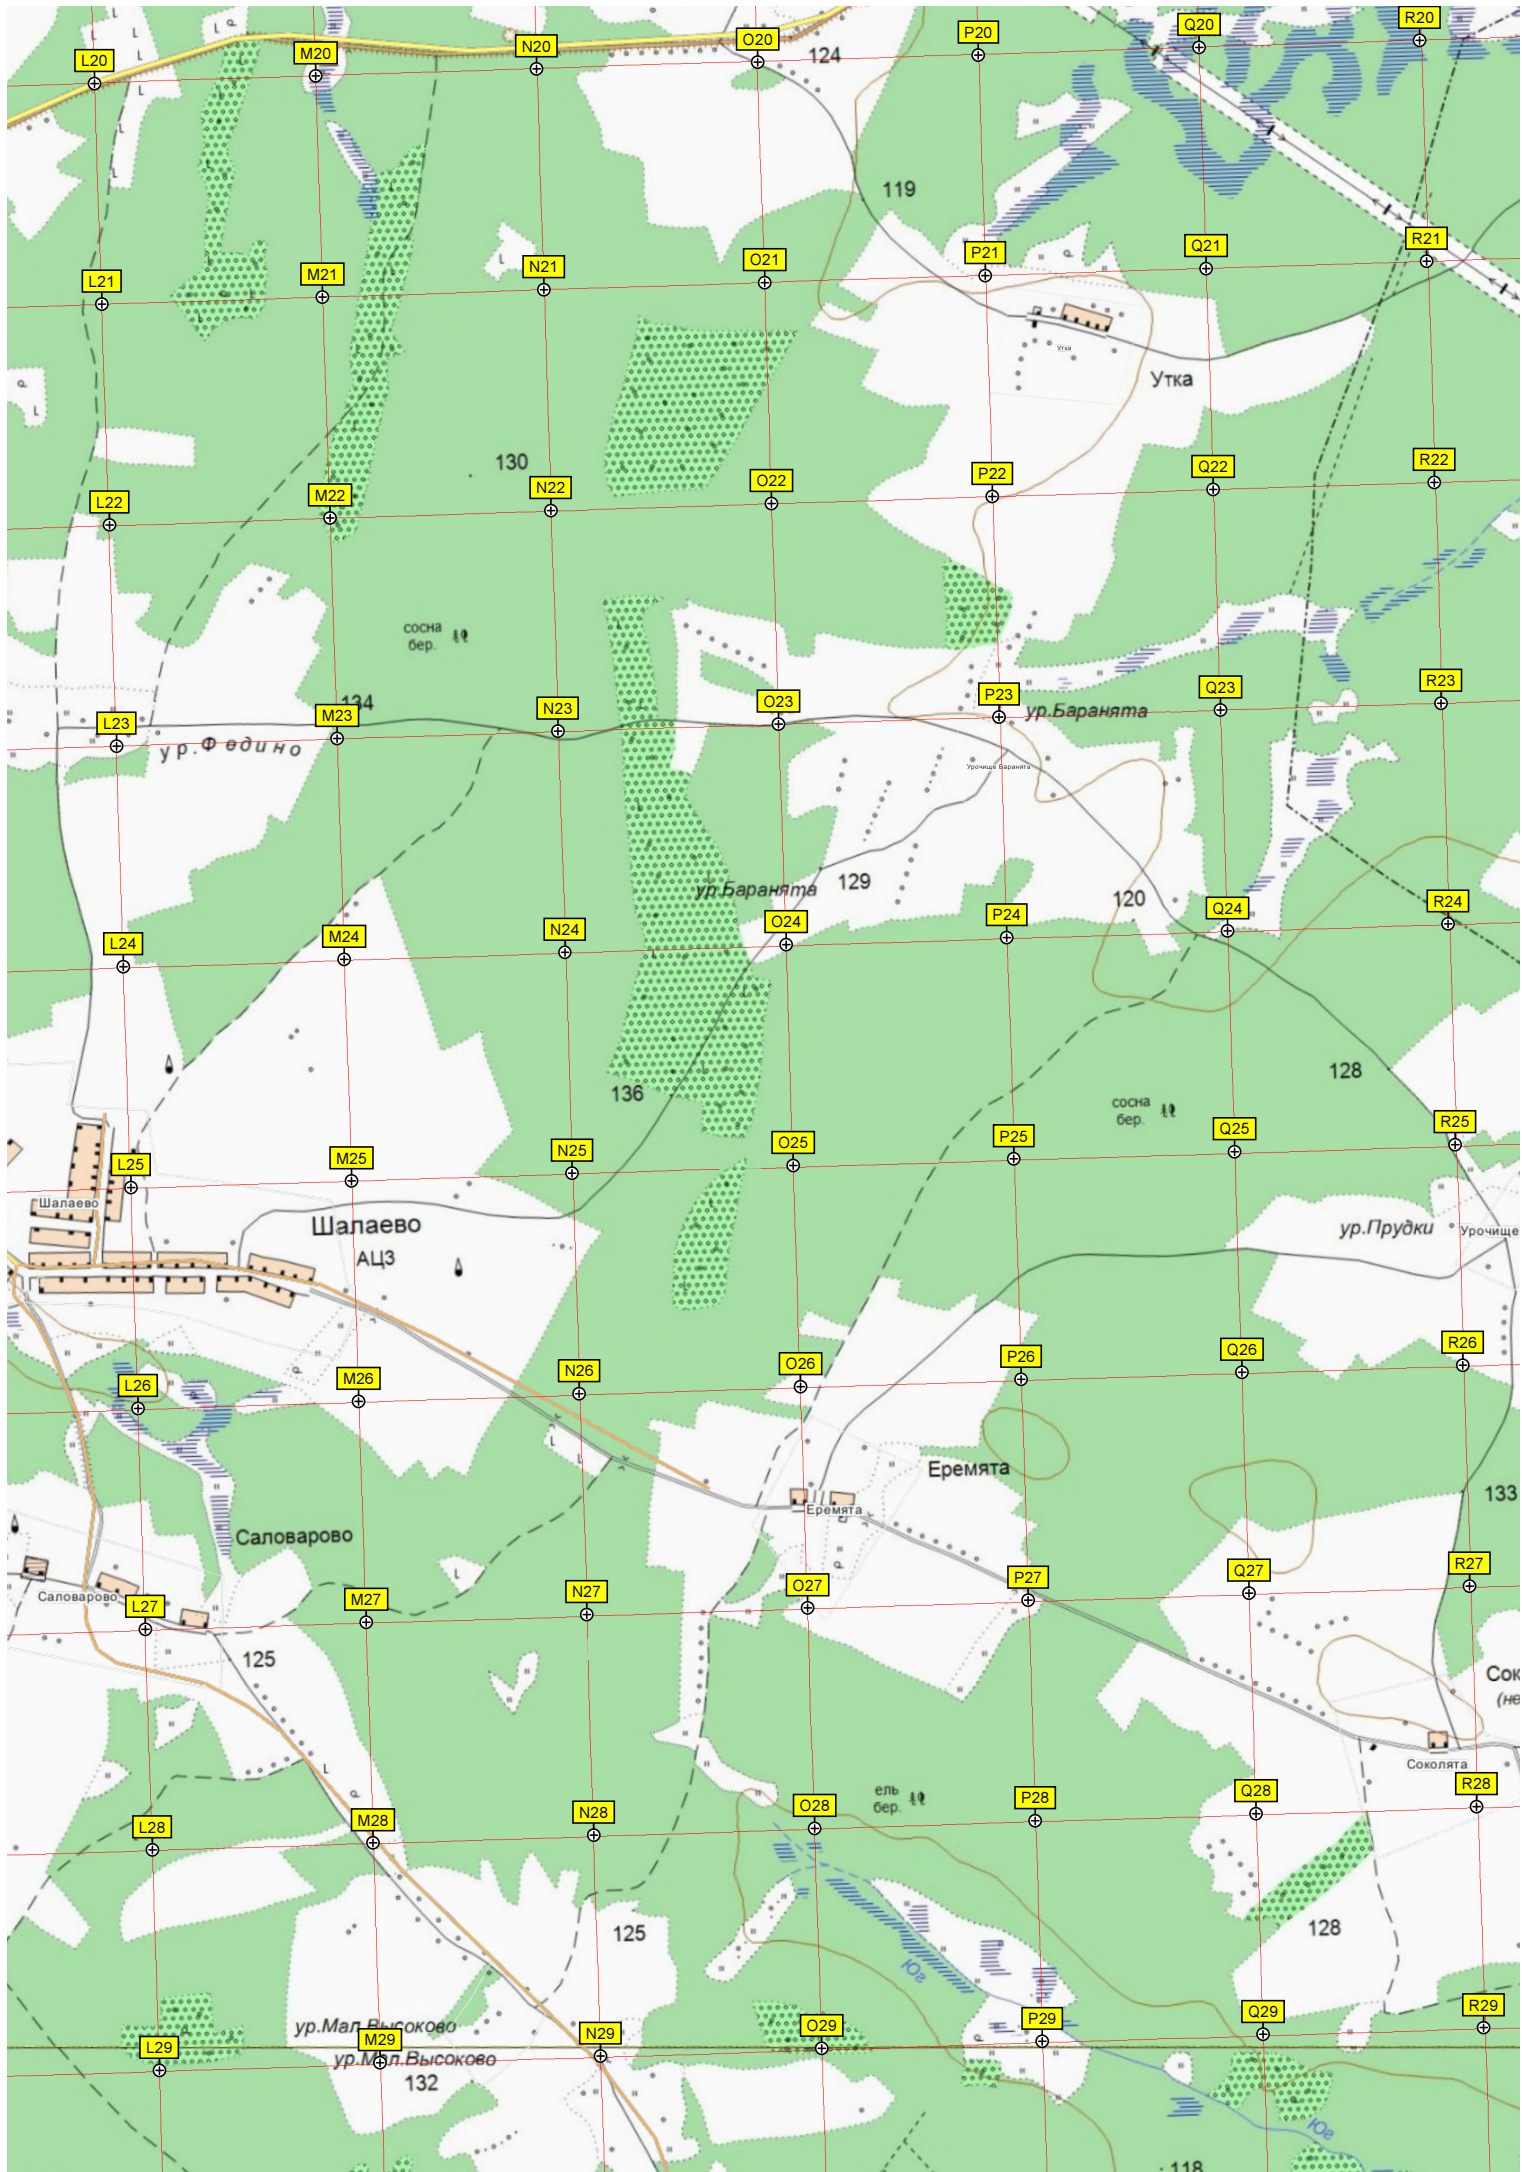 L20
M20
N20
O20
124
P20
Q20
R20
119
L21
M21
N21
O21
P21
Q21
R21
Утка
Утка
130
L22
M22
N22
O22
P22
Q22
R22
сосна
бер.
134
L23
M23
N23
O23
P23
Q23
R23
ур.Федино
ур.Баранята
Урочище Баранята
ур.Баранята
129
120
L24
M24
N24
O24
P24
Q24
R24
136
128
сосна
бер.
L25
M25
N25
O25
P25
Q25
R25
Шалаево
Шалаево
АЦЗ
ур.Прудки
Урочище
L26
M26
N26
O26
P26
Q26
R26
Еремята
133
Еремята
Саловарово
Саловарово
L27
M27
N27
O27
P27
Q27
R27
125
Сок
(не
Соколята
ель
бер.
L28
M28
N28
O28
P28
Q28
R28
125
128
Юг
ур.Мал.Высоково
L29
M29
N29
O29
P29
Q29
R29
ур.Мал.Высоково
132
Юг
118